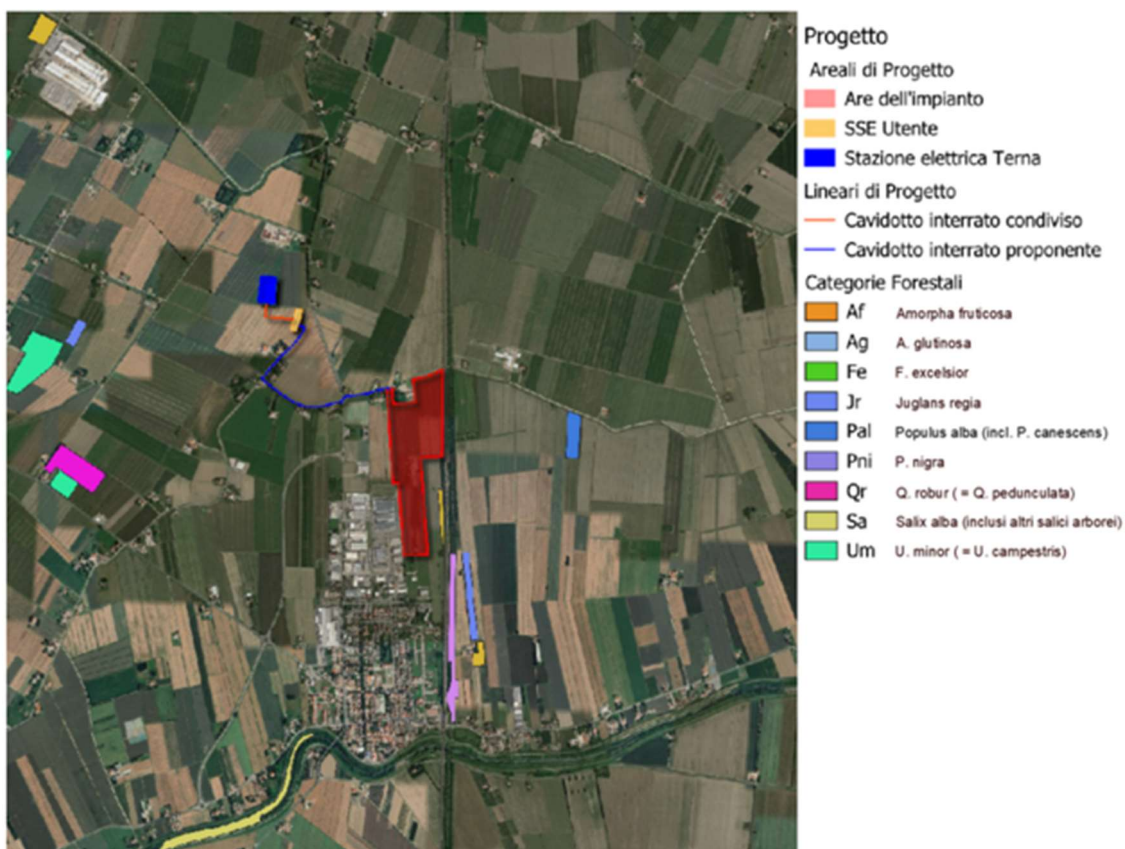 Progetto
Areali di Progetto
Are dell'impianto
SSE Utente
Stazione elettrica Terna
Lineari di Progetto
Cavidotto interrato condiviso
Cavidotto interrato proponente
Categorie Forestali
Af Amorpha fruticosa
Ag A. glutinosa
Fe F. excelsior
Jr Juglans regia
Pal Populus alba (incl. P. canescens)
Pni P. nigra
Qr Q. robur ( = Q. pedunculata)
Sa Salix alba (inclusi altri salici arborei)
Um U. minor ( = U. campestris)